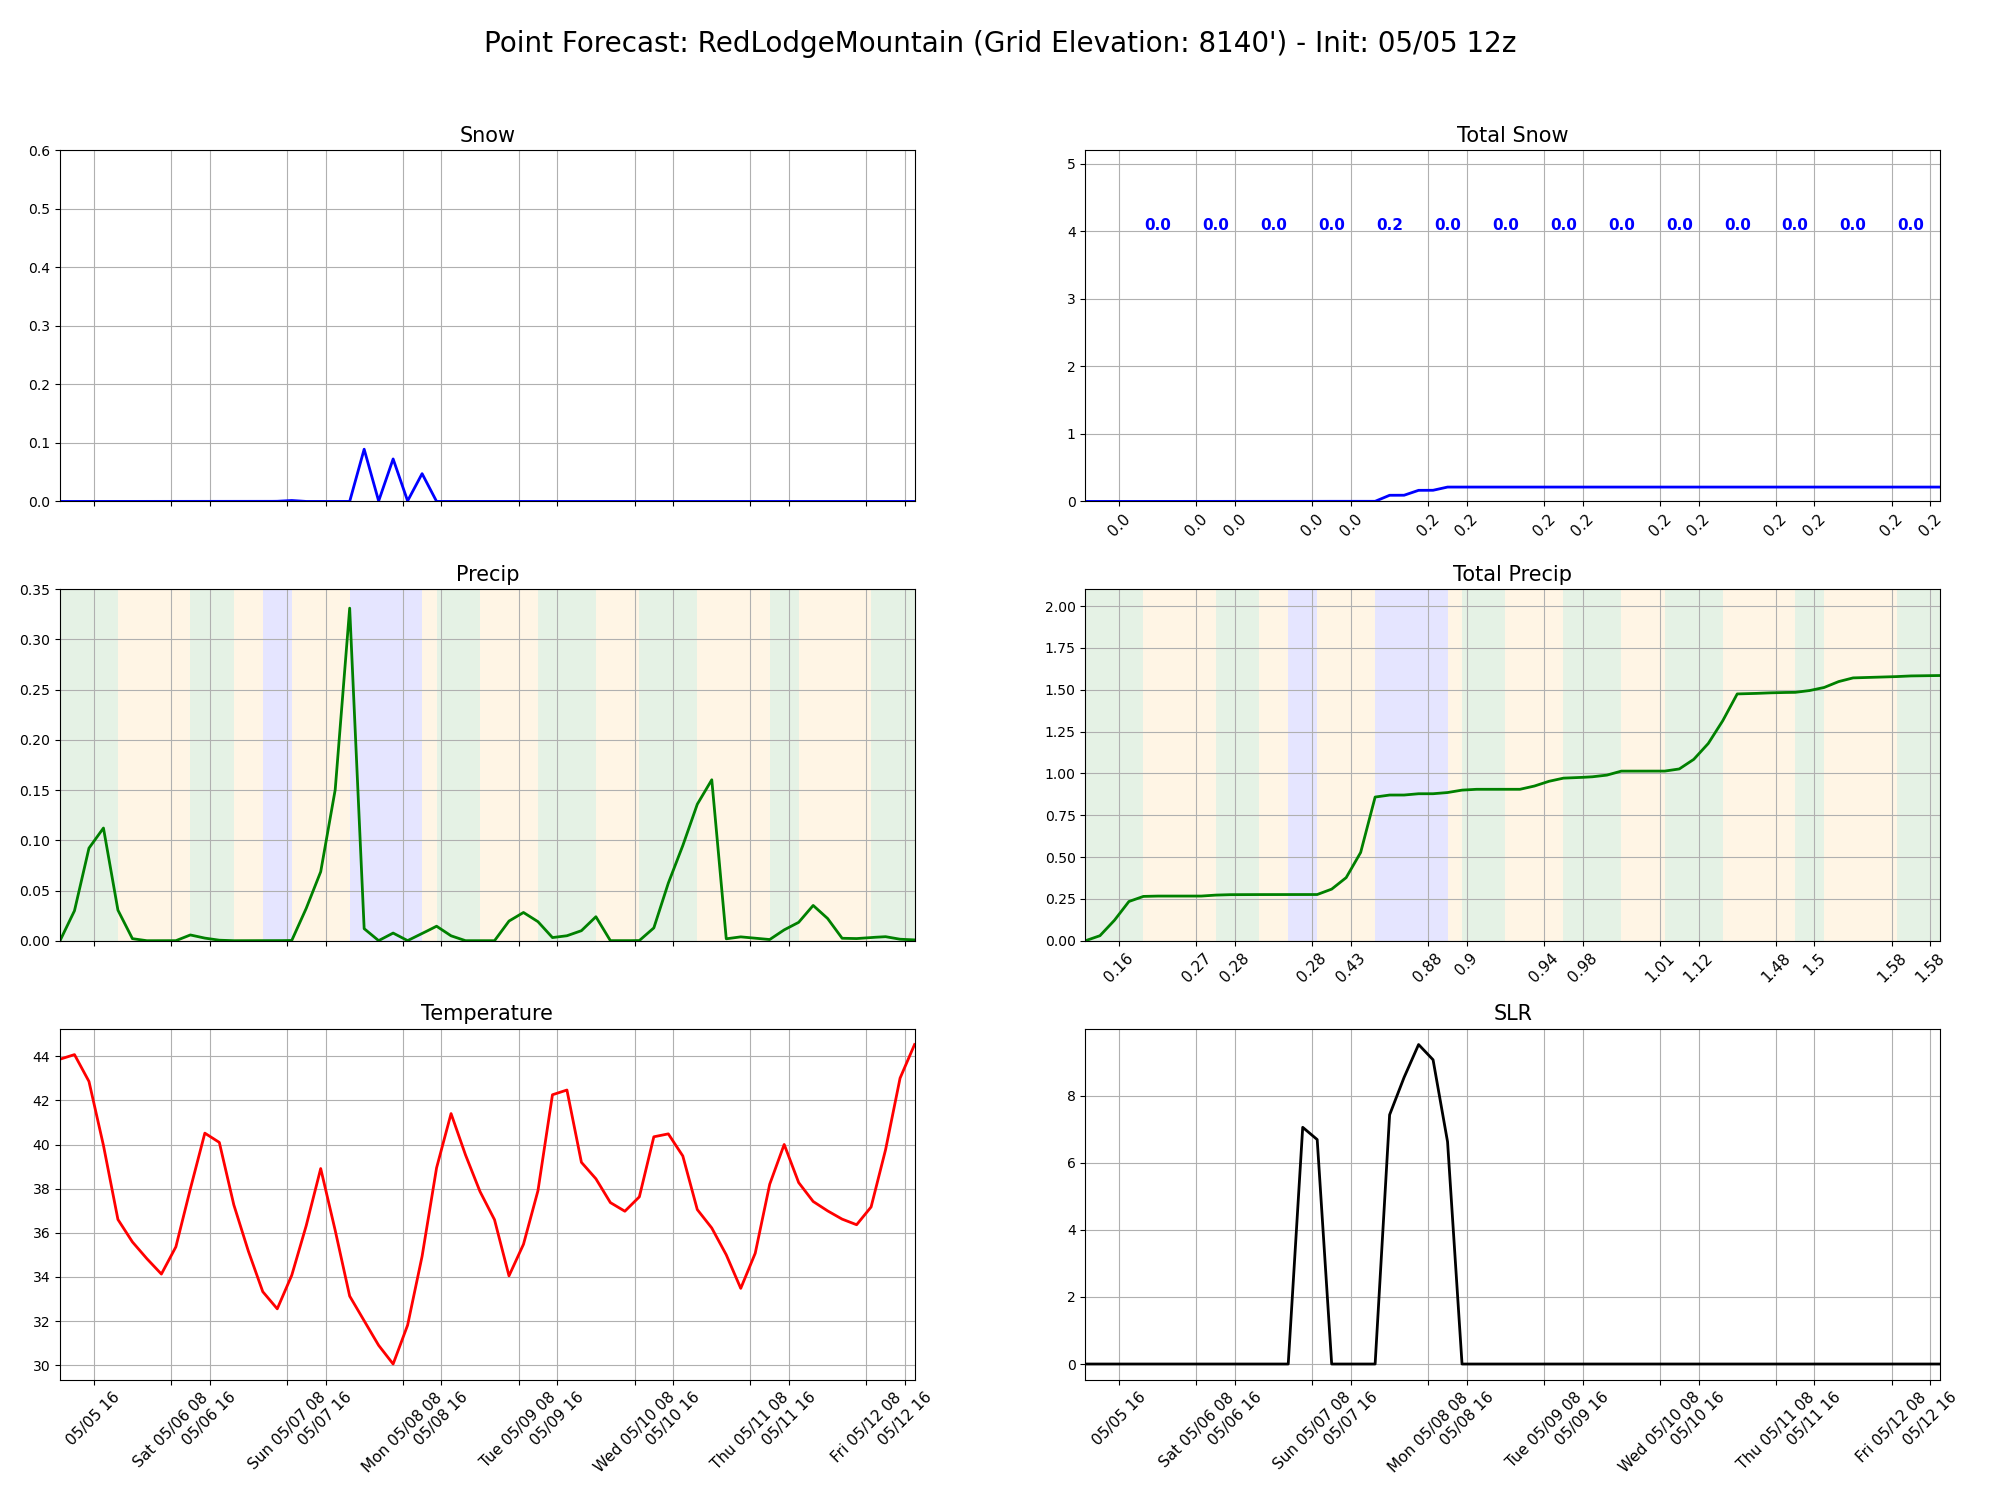 Point Forecast: RedLodgeMountain (Grid Elevation: 8140') - Init: 05/05 12z
Snow
0.6
0.5
0.4
0.3
0.2
0.1
0.0
Total Snow
5
4
3
2
1
0
0.0 0.0 0.0 0.0 0.2 0.0 0.0 0.0 0.0 0.0 0.0 0.0 0.0 0.0
0.0 0.0 0.0 0.0 0.0 0.2 0.2 0.2 0.2 0.2 0.2 0.2 0.2 0.2 0.2
Precip
0.35
0.30
0.25
0.20
0.15
0.10
0.05
0.00
Total Precip
2.00
1.75
1.50
1.25
1.00
0.75
0.50
0.25
0.00
0.16 0.27 0.28 0.28 0.43 0.88 0.9 0.94 0.98 1.01 1.12 1.48 1.5 1.58 1.58
Temperature
44
42
40
38
36
34
32
30
05/05 16
Sat 05/06 08
05/06 16
Sun 05/07 08
05/07 16
Mon 05/08 08
05/08 16
Tue 05/09 08
05/09 16
Wed 05/10 08
05/10 16
Thu 05/11 08
05/11 16
Fri 05/12 08
05/12 16
SLR
8
6
4
2
0
05/05 16
Sat 05/06 08
05/06 16
Sun 05/07 08
05/07 16
Mon 05/08 08
05/08 16
Tue 05/09 08
05/09 16
Wed 05/10 08
05/10 16
Thu 05/11 08
05/11 16
Fri 05/12 08
05/12 16